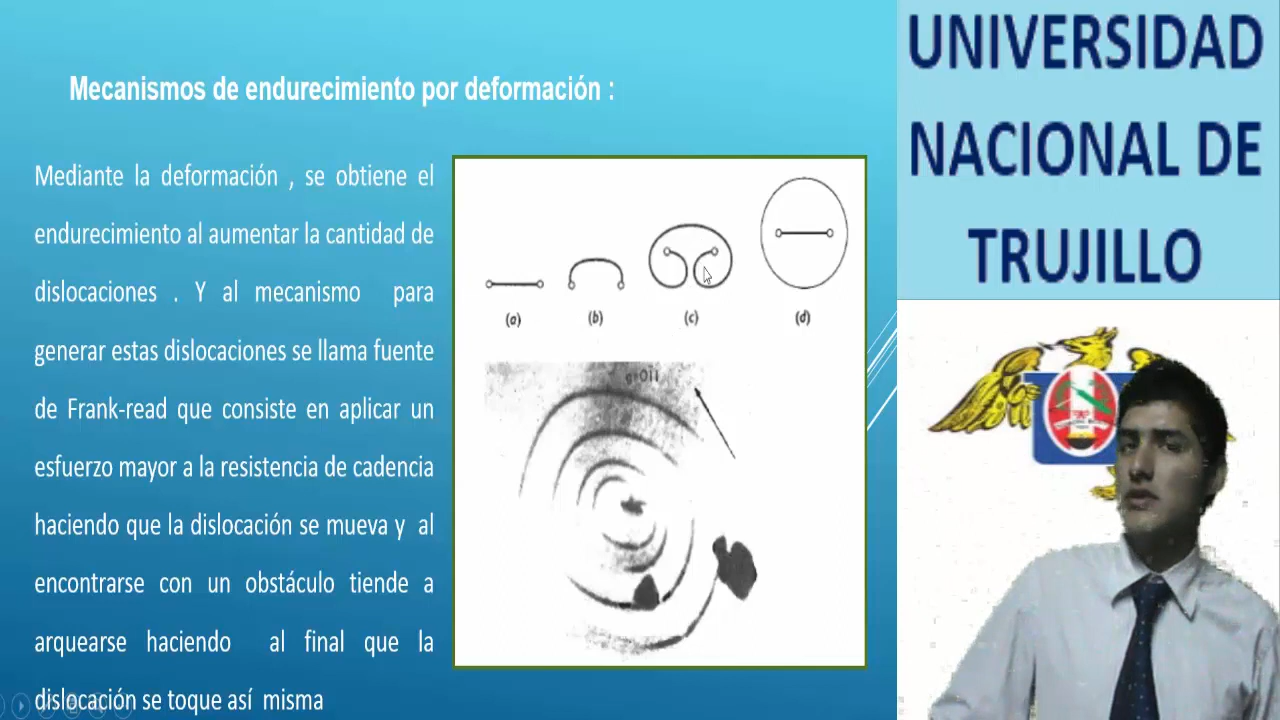 Mecanismos de endurecimiento por deformación :
Mediante la deformación , se obtiene el
endurecimiento al aumentar la cantidad de
dislocaciones . Y al mecanismo para
generar estas dislocaciones se llama fuente
de Frank-read que consiste en aplicar un
esfuerzo mayor a la resistencia de cadencia
haciendo que la dislocación se mueva y al
encontrarse con un obstáculo tiende a
arquearse haciendo al final que la
dislocación se toque así misma
(a) (b) (c) (d)
UNIVERSIDAD
NACIONAL DE
TRUJILLO